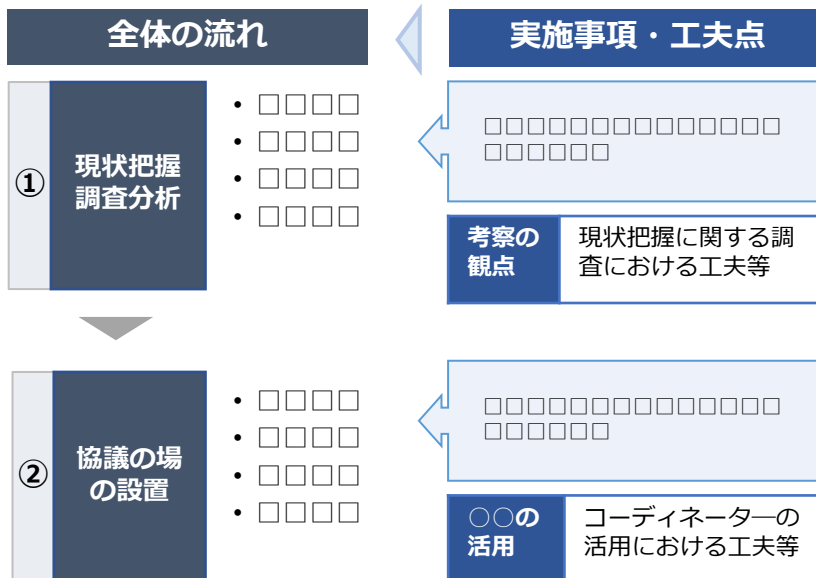 全体の流れ
実施事項・工夫点
①
現状把握
調査分析
• □□□□
• □□□□
• □□□□
• □□□□
□□□□□□□□□□□□□□
□□□□□□
考察の
観点
現状把握に関する調
査における工夫等
②
協議の場
の設置
• □□□□
• □□□□
• □□□□
• □□□□
□□□□□□□□□□□□□□
□□□□□□
○○の
活用
コーディネータ―の
活用における工夫等